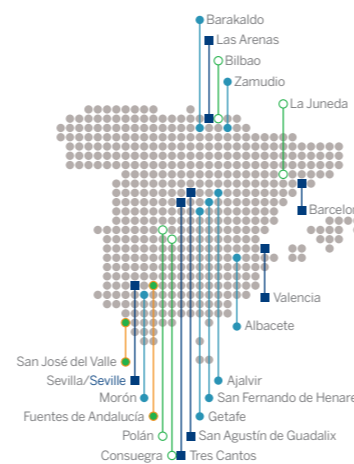 Barakaldo
Las Arenas
Bilbao
Zamudio
La Juneda
Barcelon
Valencia
Albacete
San José del Valle
Ajalvir
Sevilla/Seville
Morón
San Fernando de Henare
Fuentes de Andalucía
Getafe
Polán
San Agustín de Guadalix
Consuegra
Tres Cantos